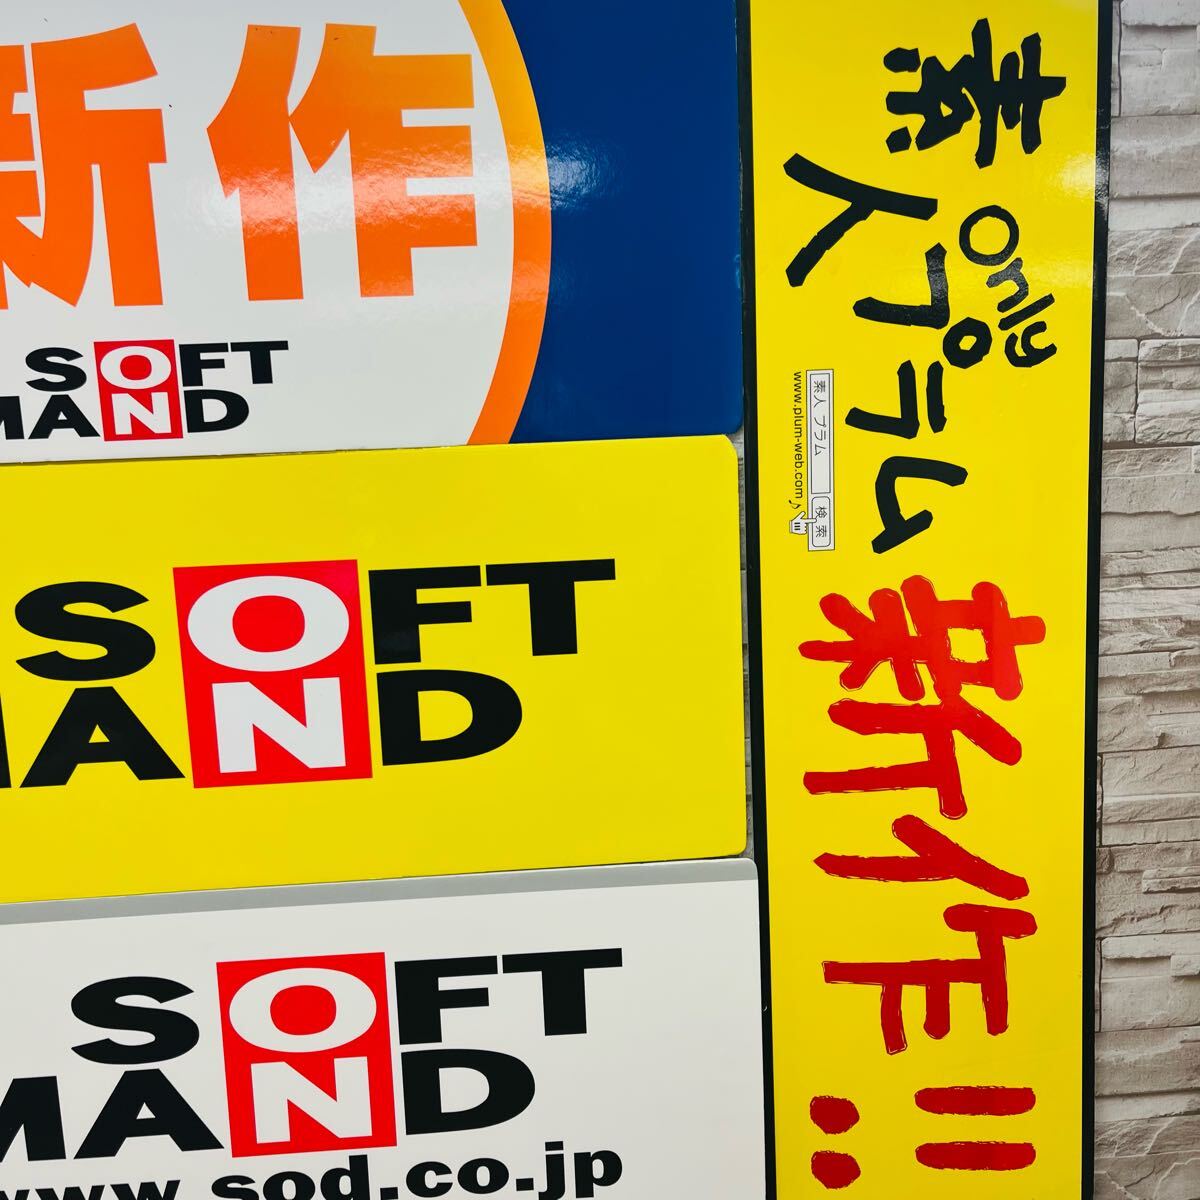 新作
SOFT
MAND
SOFT
MAND
SOFT
MAND
www.sod.co.jp
素人
only
プラム
素人 プラム 検索
www.plum-web.com♪
新作!!